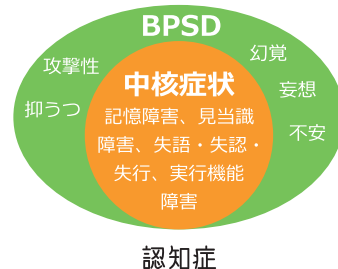 BPSD
攻撃性
幻覚
抑うつ
妄想
不安
中核症状
記憶障害、見当識
障害、失語・失認・
失行、実行機能
障害
認知症